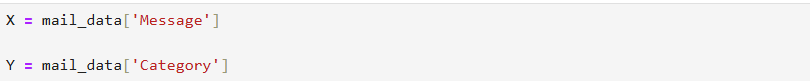 X = mail_data['Message']
Y = mail_data['Category']